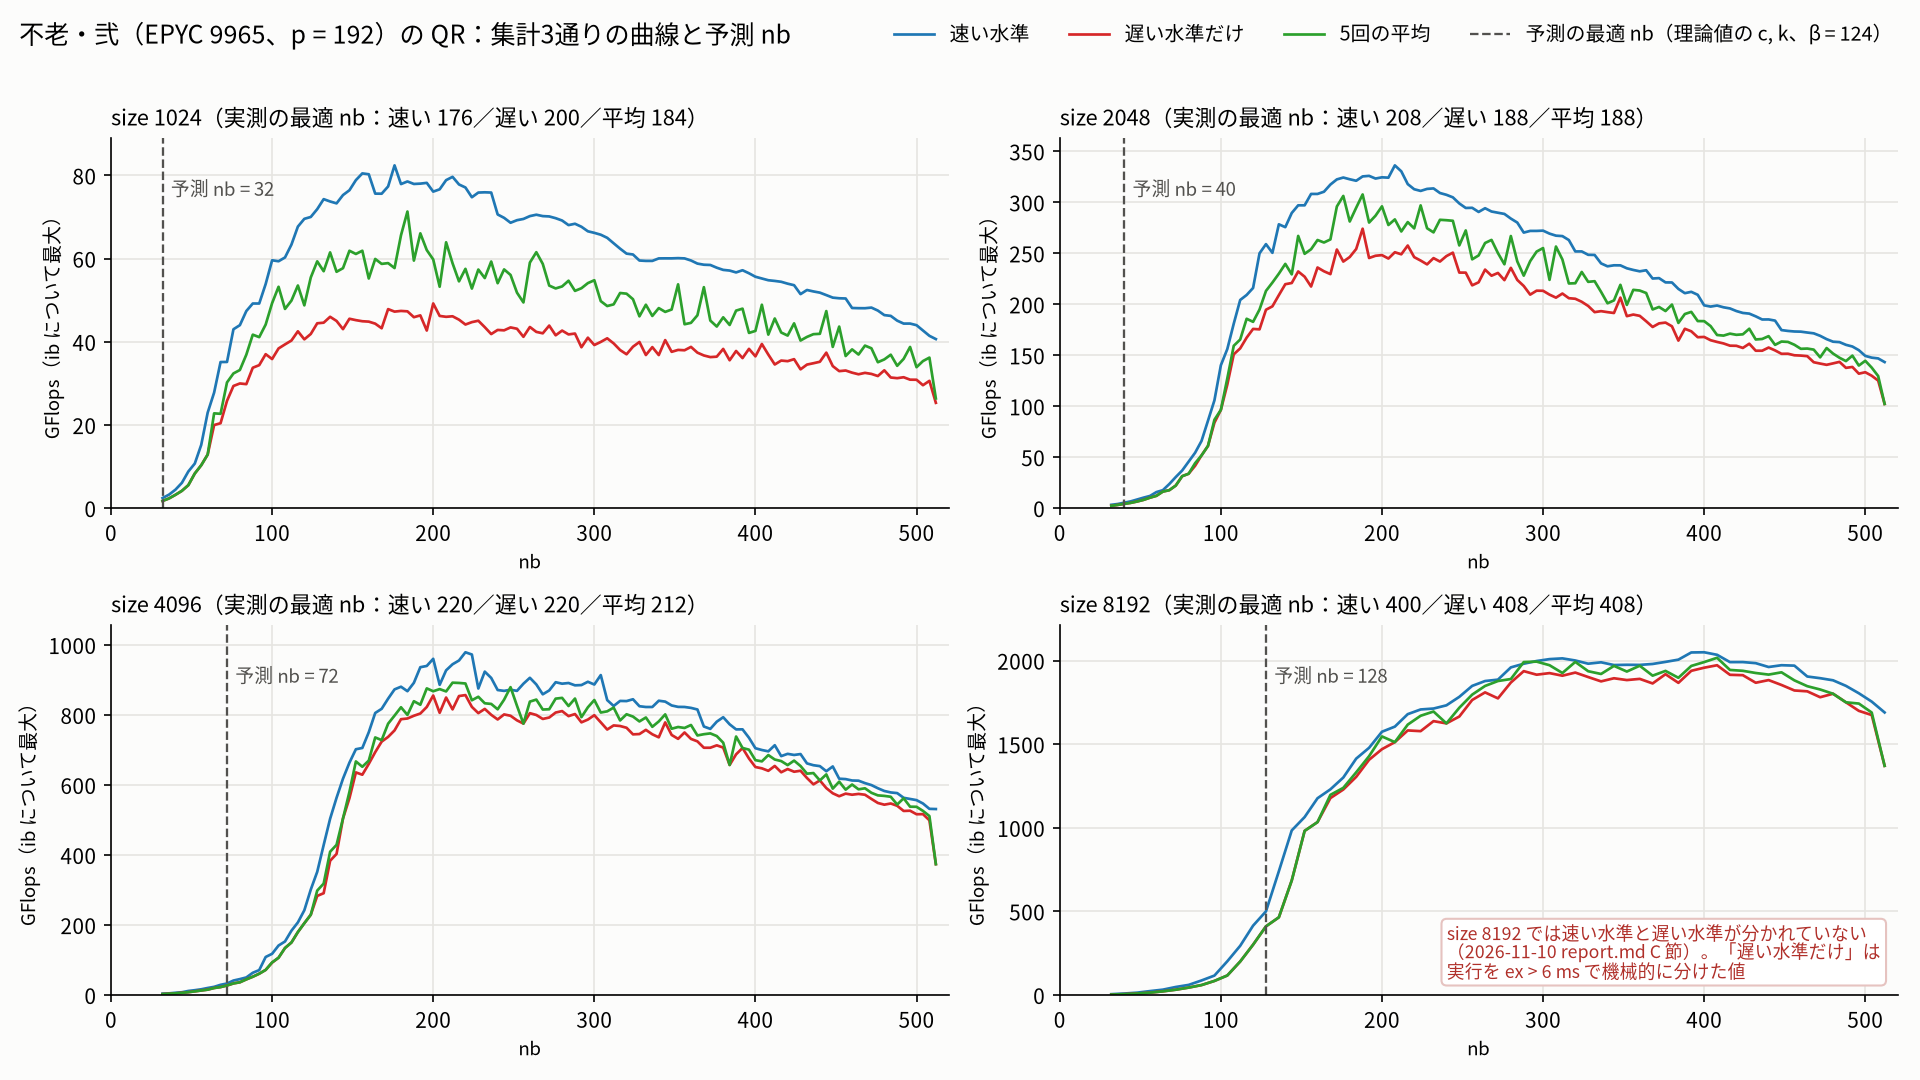 不老・弐（EPYC 9965、p = 192）の QR：集計3通りの曲線と予測 nb
速い水準
遅い水準だけ
5回の平均
予測の最適 nb（理論値の c, k、β = 124）
size 1024（実測の最適 nb：速い 176／遅い 200／平均 184）
GFlops（ib について最大）
80
60
40
20
0
予測 nb = 32
0 100 200 300 400 500
nb
size 2048（実測の最適 nb：速い 208／遅い 188／平均 188）
GFlops（ib について最大）
350
300
250
200
150
100
50
0
予測 nb = 40
0 100 200 300 400 500
nb
size 4096（実測の最適 nb：速い 220／遅い 220／平均 212）
GFlops（ib について最大）
1000
800
600
400
200
0
予測 nb = 72
0 100 200 300 400 500
nb
size 8192（実測の最適 nb：速い 400／遅い 408／平均 408）
GFlops（ib について最大）
2000
1500
1000
500
0
予測 nb = 128
size 8192 では速い水準と遅い水準が分かれていない
（2026-11-10 report.md C 節）。「遅い水準だけ」は
実行を ex > 6 ms で機械的に分けた値
0 100 200 300 400 500
nb